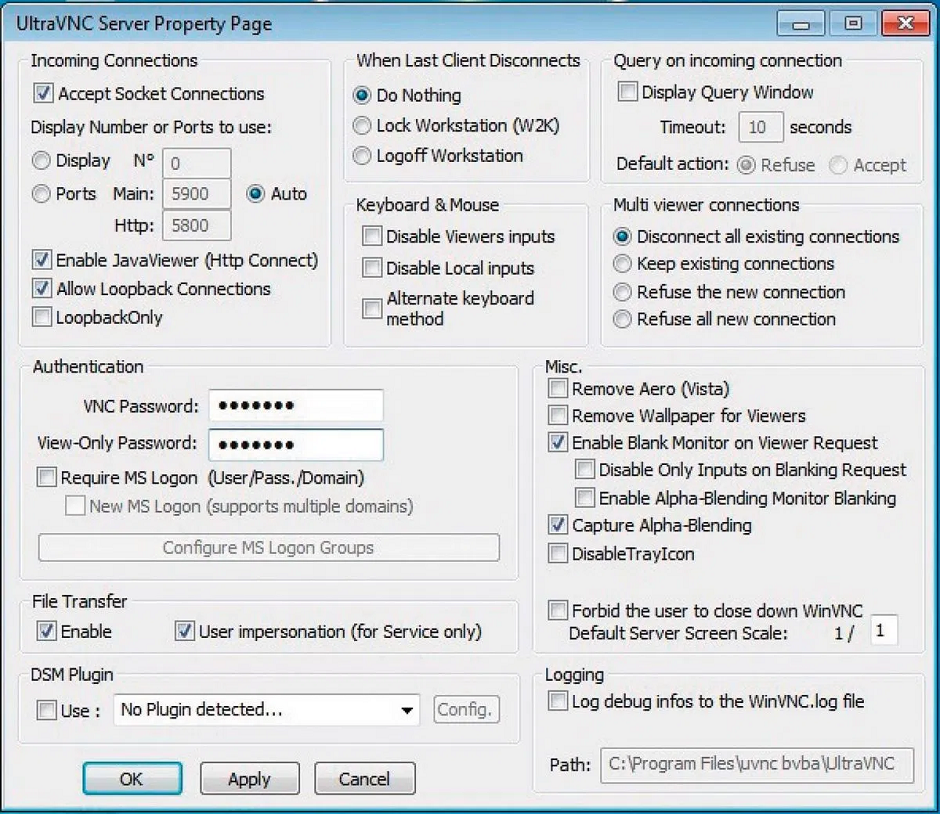 UltraVNC Server Property Page
Incoming Connections
Accept Socket Connections
Display Number or Ports to use:
Display N° 0
Ports Main: 5900 Auto
Http: 5800
Enable JavaViewer (Http Connect)
Allow Loopback Connections
LoopbackOnly
When Last Client Disconnects
Do Nothing
Lock Workstation (W2K)
Logoff Workstation
Keyboard & Mouse
Disable Viewers inputs
Disable Local inputs
Alternate keyboard
method
Query on incoming connection
Display Query Window
Timeout: 10 seconds
Default action: Refuse Accept
Multi viewer connections
Disconnect all existing connections
Keep existing connections
Refuse the new connection
Refuse all new connection
Authentication
VNC Password: •••••••
View-Only Password: •••••••
Require MS Logon (User/Pass./Domain)
New MS Logon (supports multiple domains)
Configure MS Logon Groups
Misc.
Remove Aero (Vista)
Remove Wallpaper for Viewers
Enable Blank Monitor on Viewer Request
Disable Only Inputs on Blanking Request
Enable Alpha-Blending Monitor Blanking
Capture Alpha-Blending
DisableTrayIcon
Forbid the user to close down WinVNC
Default Server Screen Scale: 1 / 1
File Transfer
Enable User impersonation (for Service only)
DSM Plugin
Use : No Plugin detected... Config.
Logging
Log debug infos to the WinVNC.log file
Path: C:\Program Files\uvnc bvba\UltraVNC
OK Apply Cancel